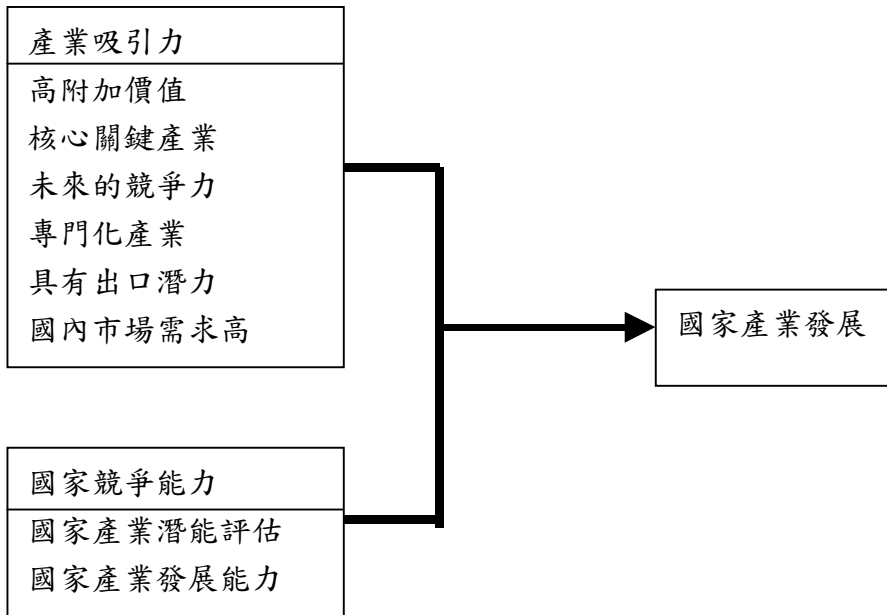 產業吸引力
高附加價值
核心關鍵產業
未來的競爭力
專門化產業
具有出口潛力
國內市場需求高
國家產業發展
國家競爭能力
國家產業潛能評估
國家產業發展能力